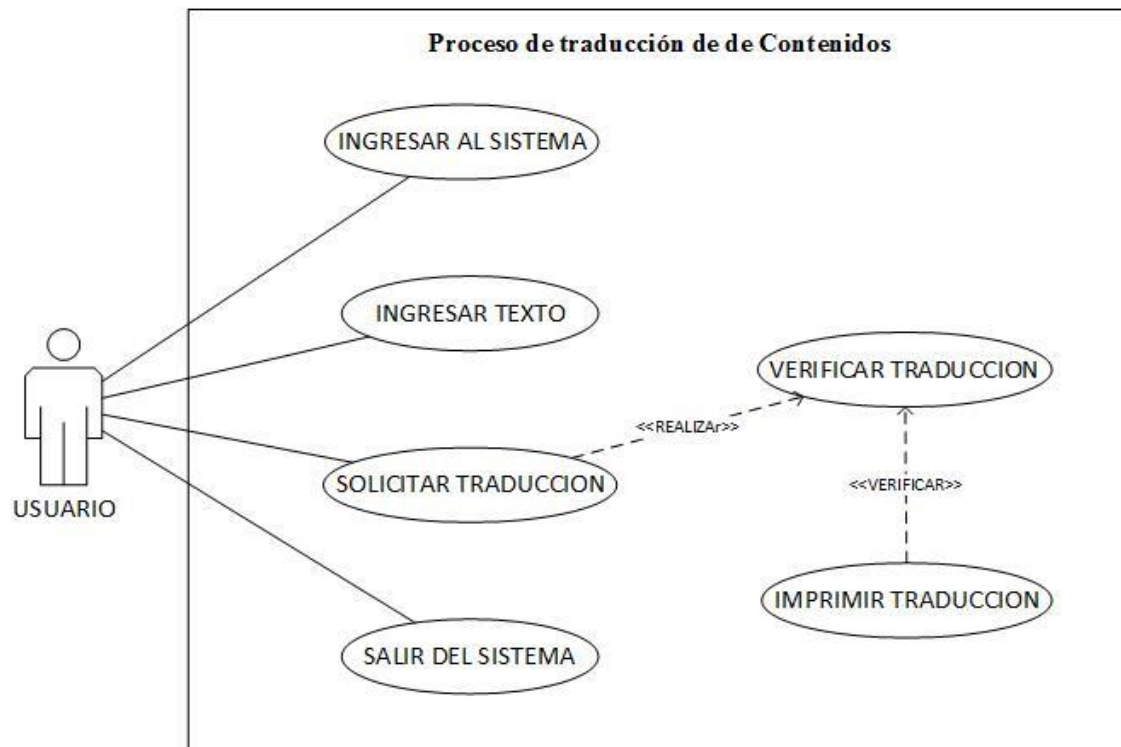 Proceso de traducción de de Contenidos
INGRESAR AL SISTEMA
INGRESAR TEXTO
VERIFICAR TRADUCCION
<<REALIZAr>>
SOLICITAR TRADUCCION
<<VERIFICAR>>
USUARIO
IMPRIMIR TRADUCCION
SALIR DEL SISTEMA